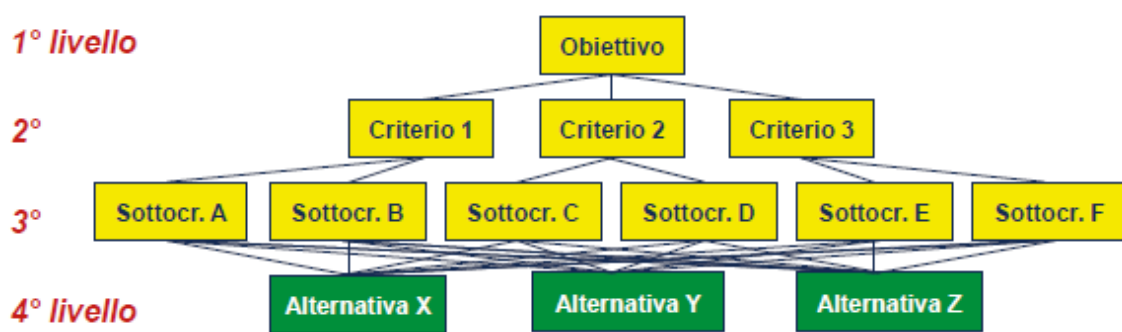 1° livello
Obiettivo
2°
Criterio 1
Criterio 2
Criterio 3
3°
Sottocr. A
Sottocr. B
Sottocr. C
Sottocr. D
Sottocr. E
Sottocr. F
4° livello
Alternativa X
Alternativa Y
Alternativa Z